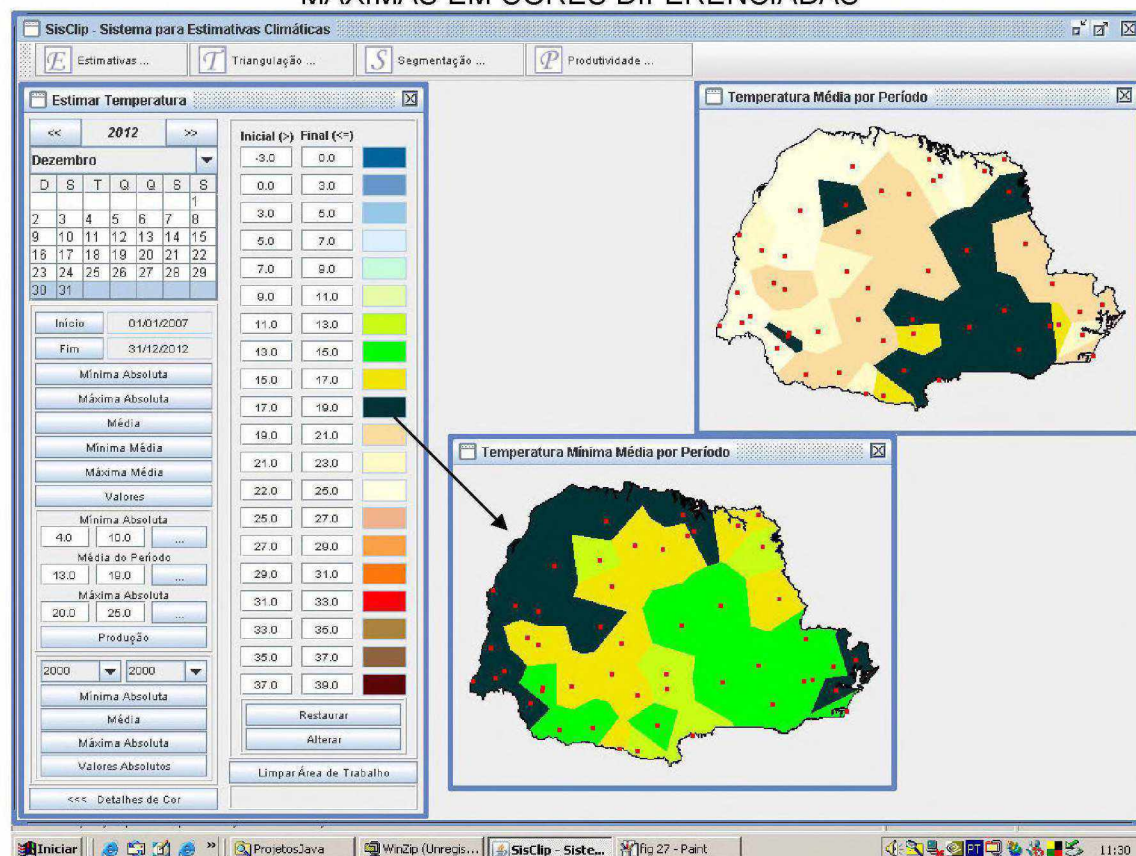 MÁXIMAS EM CORES DIFERENCIADAS
SisClip - Sistema para Estimativas Climáticas
E Estimativas ... T Triangulação ... S Segmentação ... P Produtividade ...
Estimar Temperatura
<< 2012 >>
Dezembro
D S T Q Q S S
1
2 3 4 5 6 7 8
9 10 11 12 13 14 15
16 17 18 19 20 21 22
23 24 25 26 27 28 29
30 31
Início 01/01/2007
Fim 31/12/2012
Mínima Absoluta
Máxima Absoluta
Média
Mínima Média
Máxima Média
Valores
Mínima Absoluta
4.0 10.0 ...
Média do Período
13.0 19.0 ...
Máxima Absoluta
20.0 25.0 ...
Produção
2000 2000
Mínima Absoluta
Média
Máxima Absoluta
Valores Absolutos
<<< Detalhes de Cor
Inicial (>) Final (<=)
-3.0 0.0
0.0 3.0
3.0 5.0
5.0 7.0
7.0 9.0
9.0 11.0
11.0 13.0
13.0 15.0
15.0 17.0
17.0 19.0
19.0 21.0
21.0 23.0
22.0 25.0
25.0 27.0
27.0 29.0
29.0 31.0
31.0 33.0
33.0 35.0
35.0 37.0
37.0 39.0
Restaurar
Alterar
Limpar Área de Trabalho
Temperatura Média por Período
Temperatura Mínima Média por Período
Iniciar » ProjetosJava WinZip (Unregis... SisClip - Siste... fig 27 - Paint PT 11:30